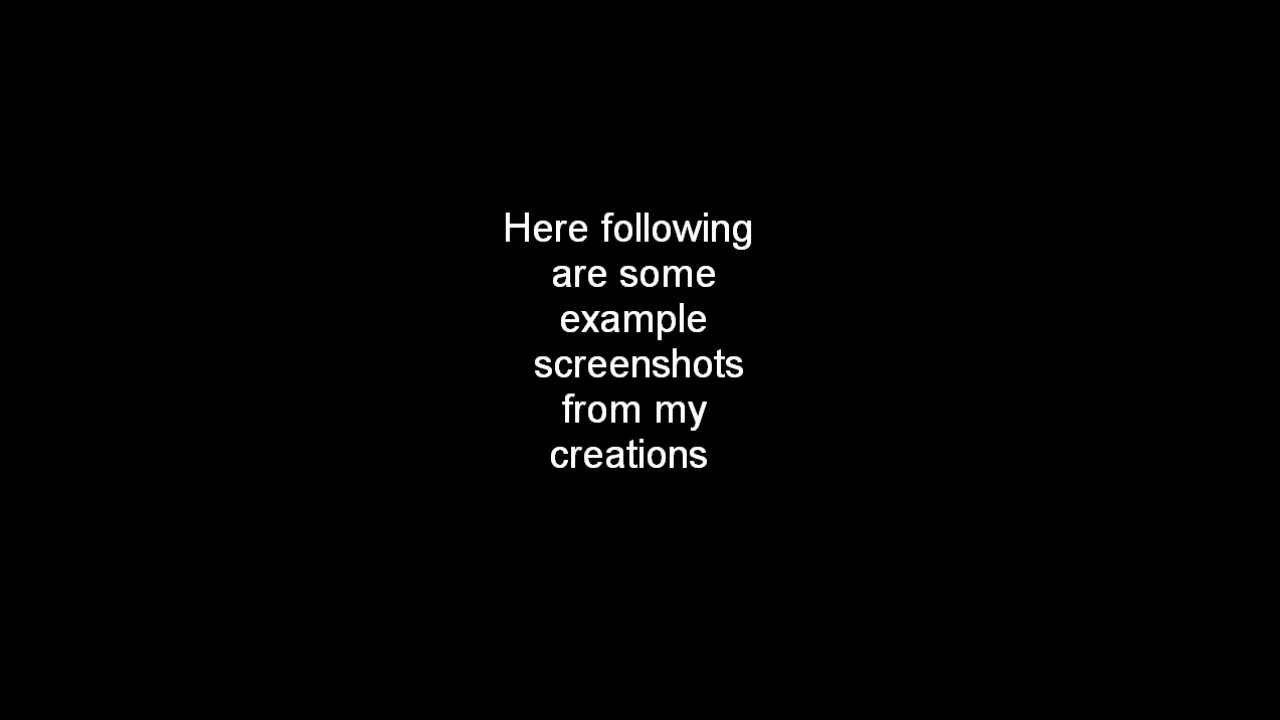 Here following
are some
example
screenshots
from my
creations